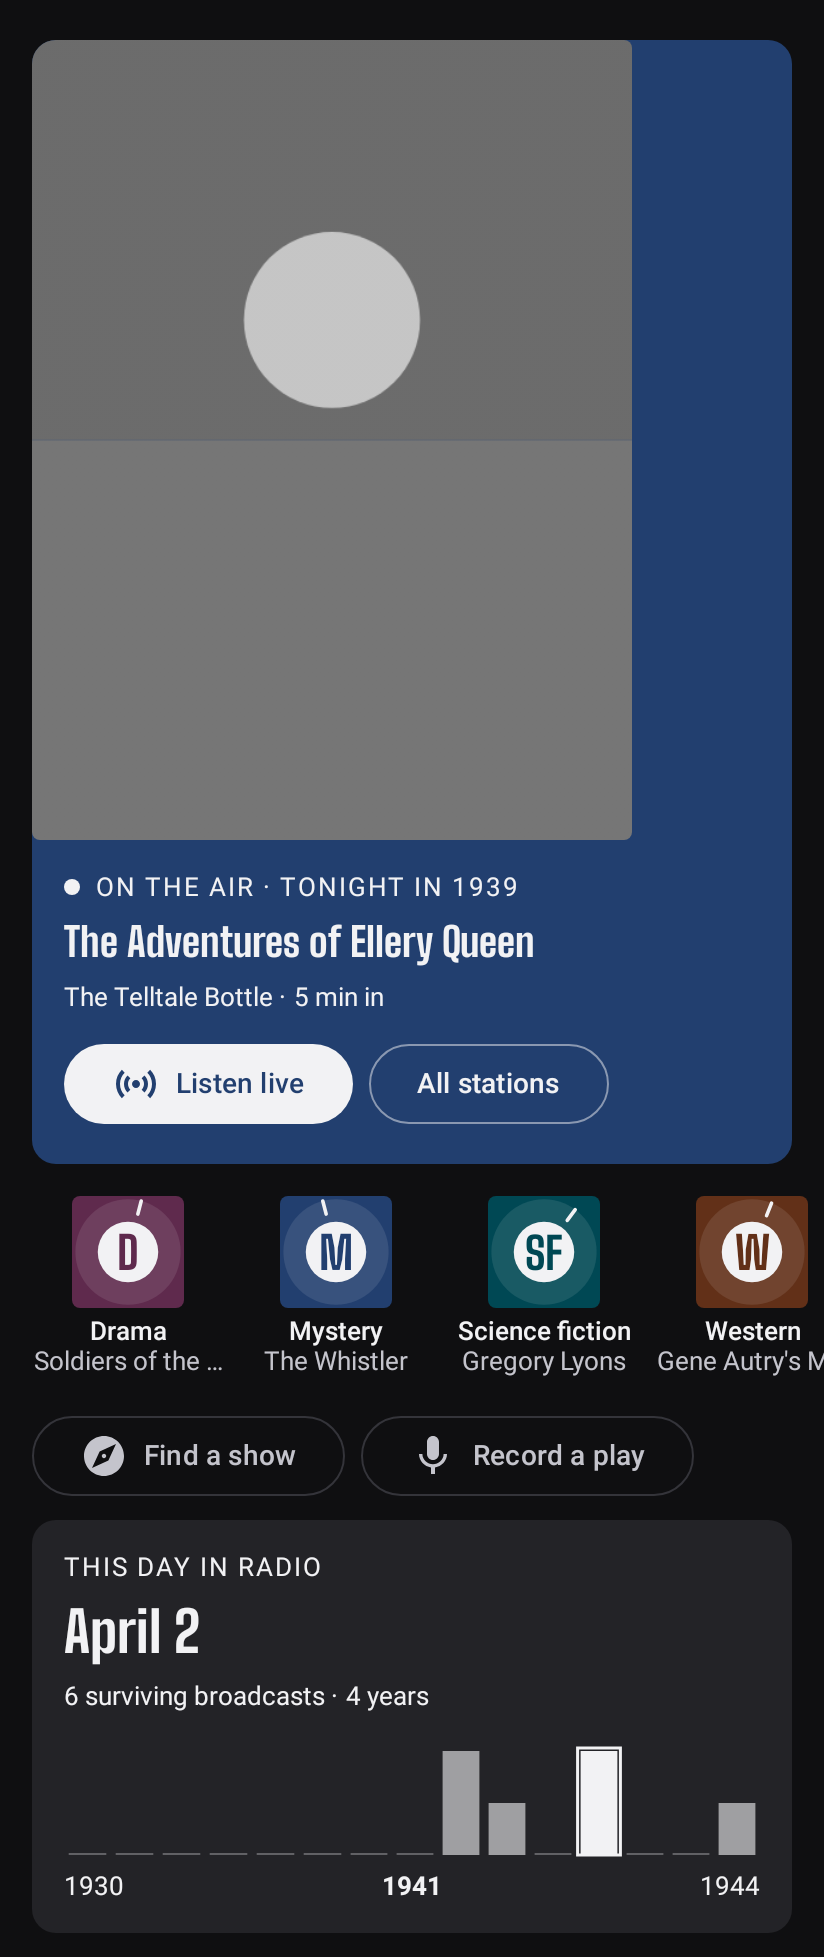 ON THE AIR · TONIGHT IN 1939
The Adventures of Ellery Queen
The Telltale Bottle · 5 min in
Listen live
All stations
D
M
SF
W
Drama
Mystery
Science fiction
Western
Soldiers of the ...
The Whistler
Gregory Lyons
Gene Autry's M
Find a show
Record a play
THIS DAY IN RADIO
April 2
6 surviving broadcasts · 4 years
1930
1941
1944